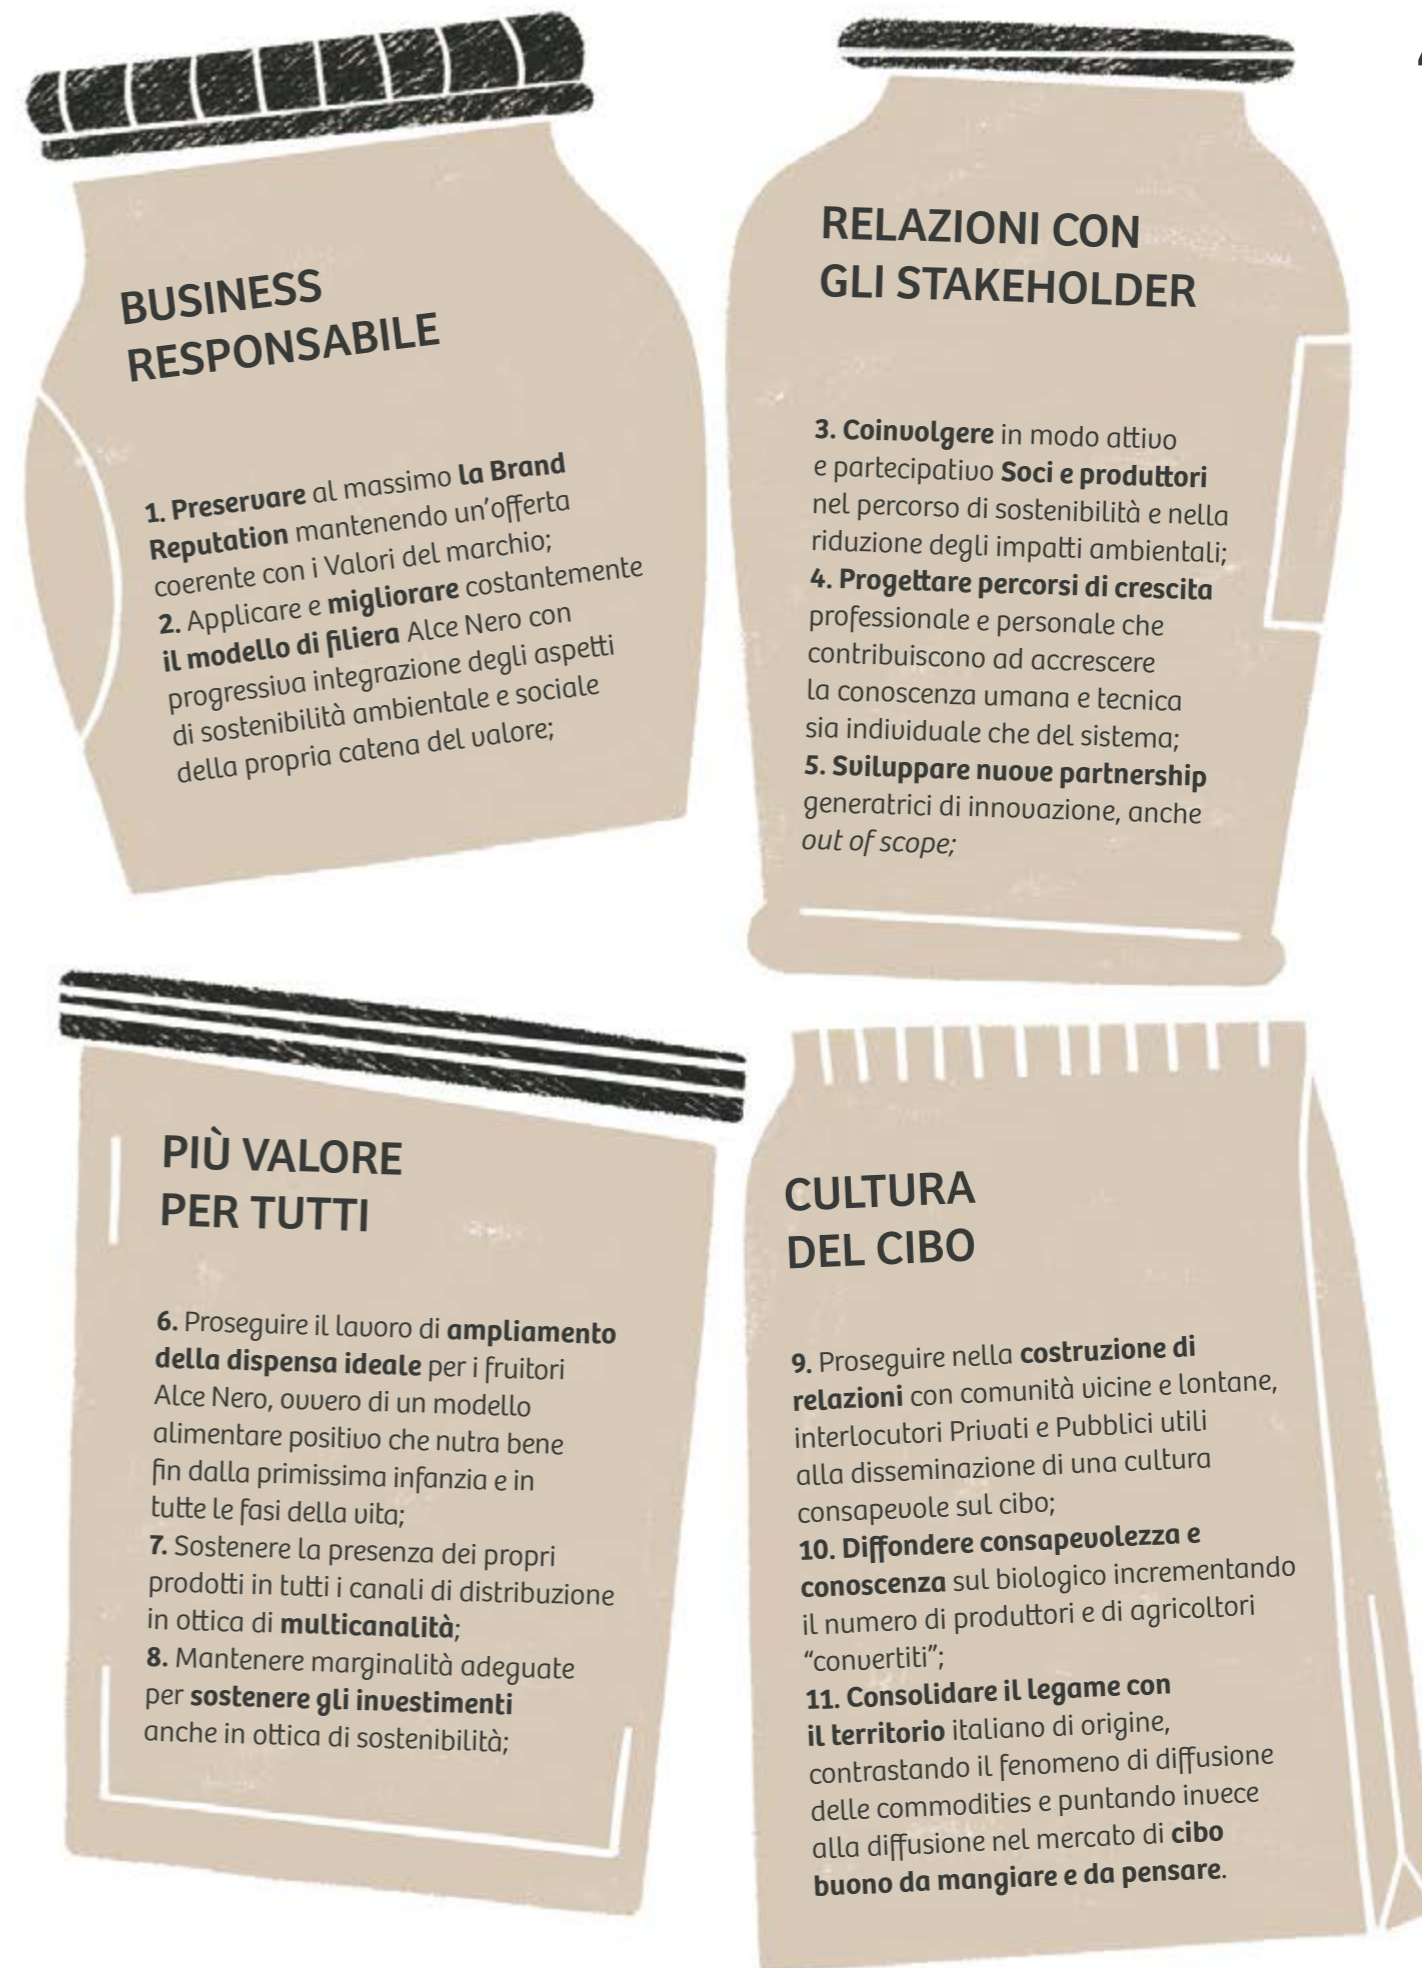 BUSINESS
RESPONSABILE
1. Preservare al massimo la Brand
Reputation mantenendo un’offerta
coerente con i Valori del marchio;
2. Applicare e migliorare costantemente
il modello di filiera Alce Nero con
progressiva integrazione degli aspetti
di sostenibilità ambientale e sociale
della propria catena del valore;
RELAZIONI CON
GLI STAKEHOLDER
3. Coinvolgere in modo attivo
e partecipativo Soci e produttori
nel percorso di sostenibilità e nella
riduzione degli impatti ambientali;
4. Progettare percorsi di crescita
professionale e personale che
contribuiscono ad accrescere
la conoscenza umana e tecnica
sia individuale che del sistema;
5. Sviluppare nuove partnership
generatrici di innovazione, anche
out of scope;
PIÙ VALORE
PER TUTTI
6. Proseguire il lavoro di ampliamento
della dispensa ideale per i fruitori
Alce Nero, ovvero di un modello
alimentare positivo che nutra bene
fin dalla primissima infanzia e in
tutte le fasi della vita;
7. Sostenere la presenza dei propri
prodotti in tutti i canali di distribuzione
in ottica di multicanalità;
8. Mantenere marginalità adeguate
per sostenere gli investimenti
anche in ottica di sostenibilità;
CULTURA
DEL CIBO
9. Proseguire nella costruzione di
relazioni con comunità vicine e lontane,
interlocutori Privati e Pubblici utili
alla disseminazione di una cultura
consapevole sul cibo;
10. Diffondere consapevolezza e
conoscenza sul biologico incrementando
il numero di produttori e di agricoltori
“convertiti”;
11. Consolidare il legame con
il territorio italiano di origine,
contrastando il fenomeno di diffusione
delle commodities e puntando invece
alla diffusione nel mercato di cibo
buono da mangiare e da pensare.